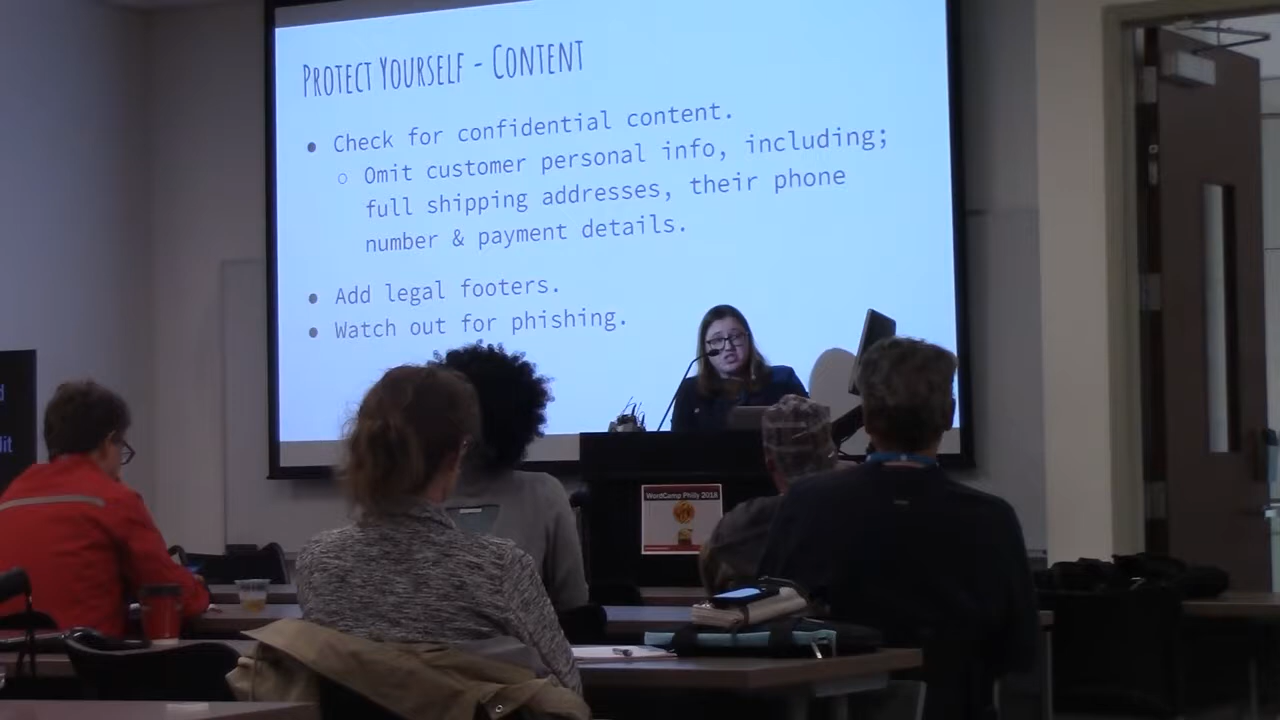 PROTECT YOURSELF - CONTENT
● Check for confidential content.
○ Omit customer personal info, including;
full shipping addresses, their phone
number & payment details.
● Add legal footers.
● Watch out for phishing.
WordCamp Philly 2018